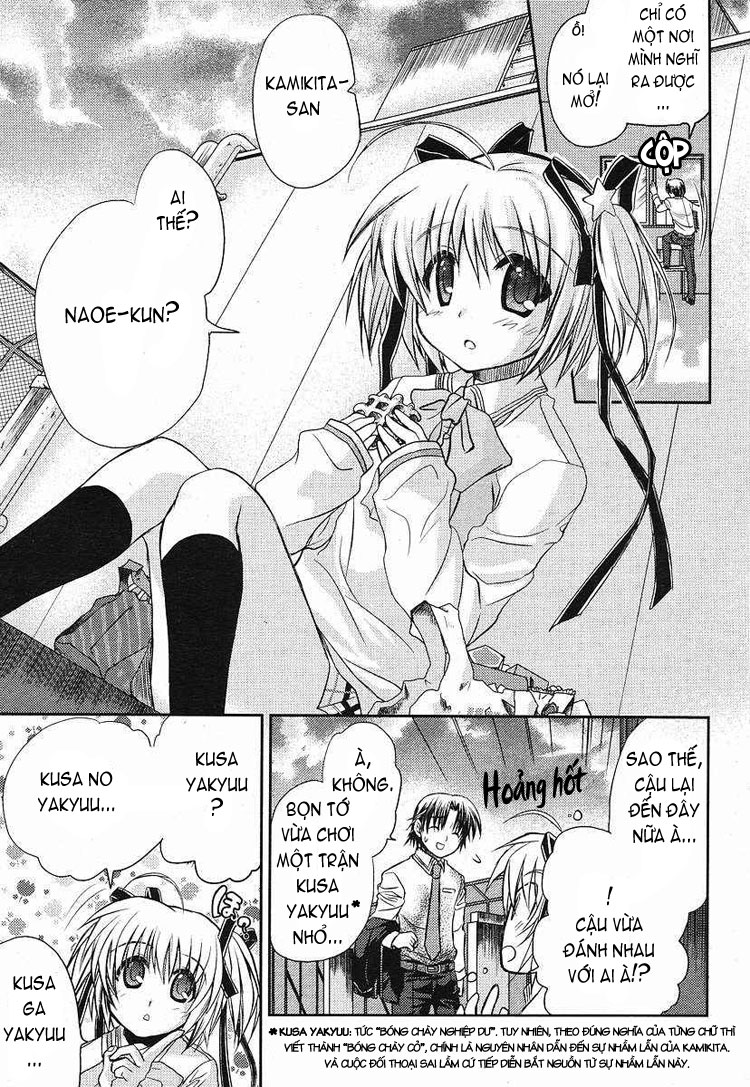 CHỈ CÓ
MỘT NƠI
MÌNH NGHĨ
RA ĐƯỢC
...
Ồ!
NÓ LẠI
MỞ!
CỘP
KAMIKITA-
SAN
AI
THẾ?
NAOE-KUN?
SAO THẾ,
CẬU LẠI
ĐẾN ĐÂY
NỮA À...
!
CẬU VỪA
ĐÁNH NHAU
VỚI AI À!?
Hoảng hốt
À,
KHÔNG.
BỌN TỚ
VỪA CHƠI
MỘT TRẬN
KUSA
YAKYUU*
NHỎ...
KUSA
YAKYUU
?
KUSA NO
YAKYUU...
ほわっ
KUSA
GA
YAKYUU
...
* KUSA YAKYUU: TỨC "BÓNG CHÀY NGHIỆP DƯ". TUY NHIÊN, THEO ĐÚNG NGHĨA CỦA TỪNG CHỮ THÌ
VIẾT THÀNH "BÓNG CHÀY CỎ", CHÍNH LÀ NGUYÊN NHÂN DẪN ĐẾN SỰ NHẦM LẪN CỦA KAMIKITA.
VÀ CUỘC ĐỐI THOẠI SAI LẦM CỨ TIẾP DIỄN BẮT NGUỒN TỪ SỰ NHẦM LẪN NÀY.